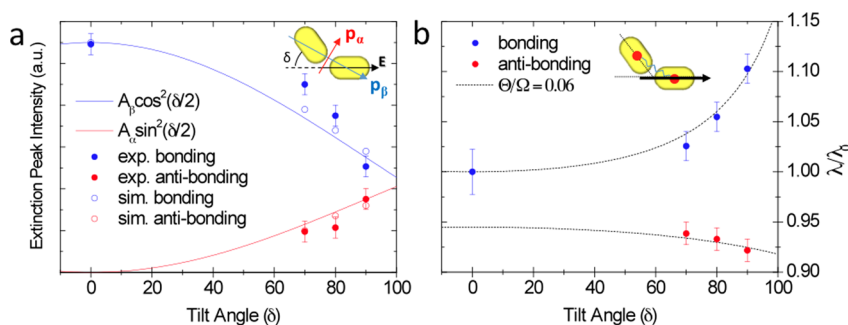 a
δ
pα
E
pβ
Aβcos²(δ/2)
Aαsin²(δ/2)
exp. bonding
exp. anti-bonding
sim. bonding
sim. anti-bonding
Extinction Peak Intensity (a.u.)
0 20 40 60 80 100
Tilt Angle (δ)
b
bonding
anti-bonding
Θ/Ω = 0.06
1.15
1.10
1.05
1.00
0.95
0.90
λ/λ₀
0 20 40 60 80 100
Tilt Angle (δ)